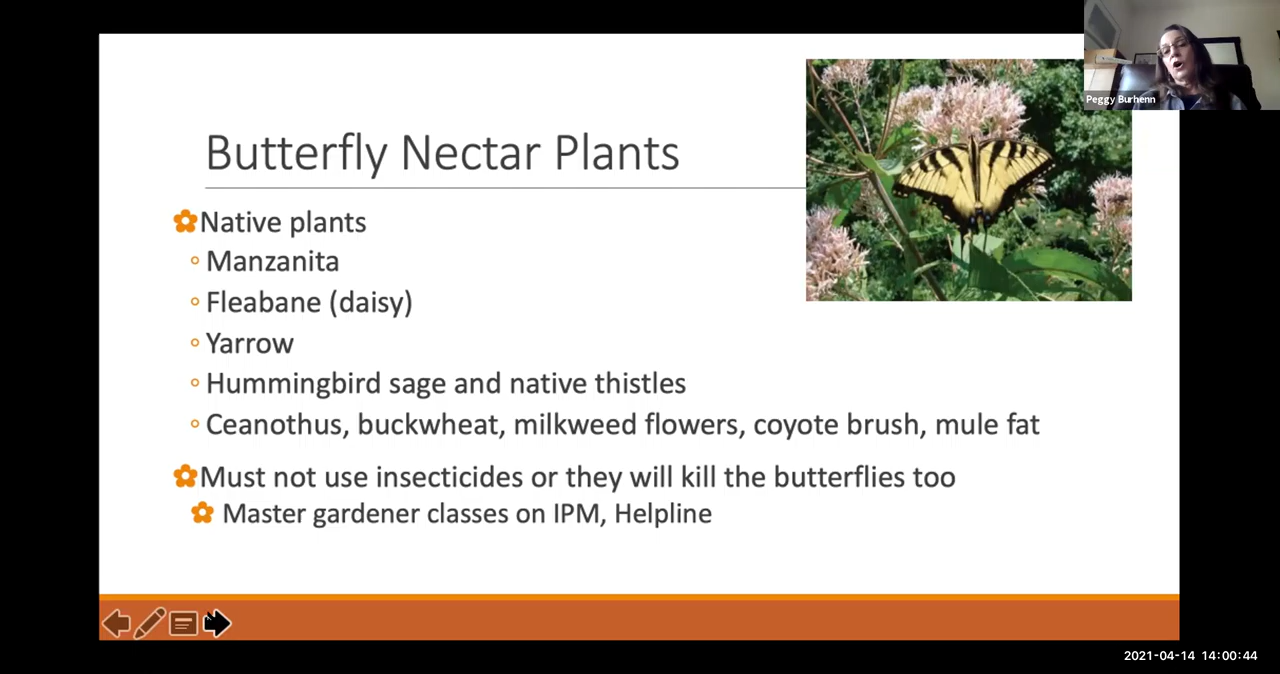 Peggy Burhenn
Butterfly Nectar Plants
Native plants
Manzanita
Fleabane (daisy)
Yarrow
Hummingbird sage and native thistles
Ceanothus, buckwheat, milkweed flowers, coyote brush, mule fat
Must not use insecticides or they will kill the butterflies too
Master gardener classes on IPM, Helpline
2021-04-14 14:00:44